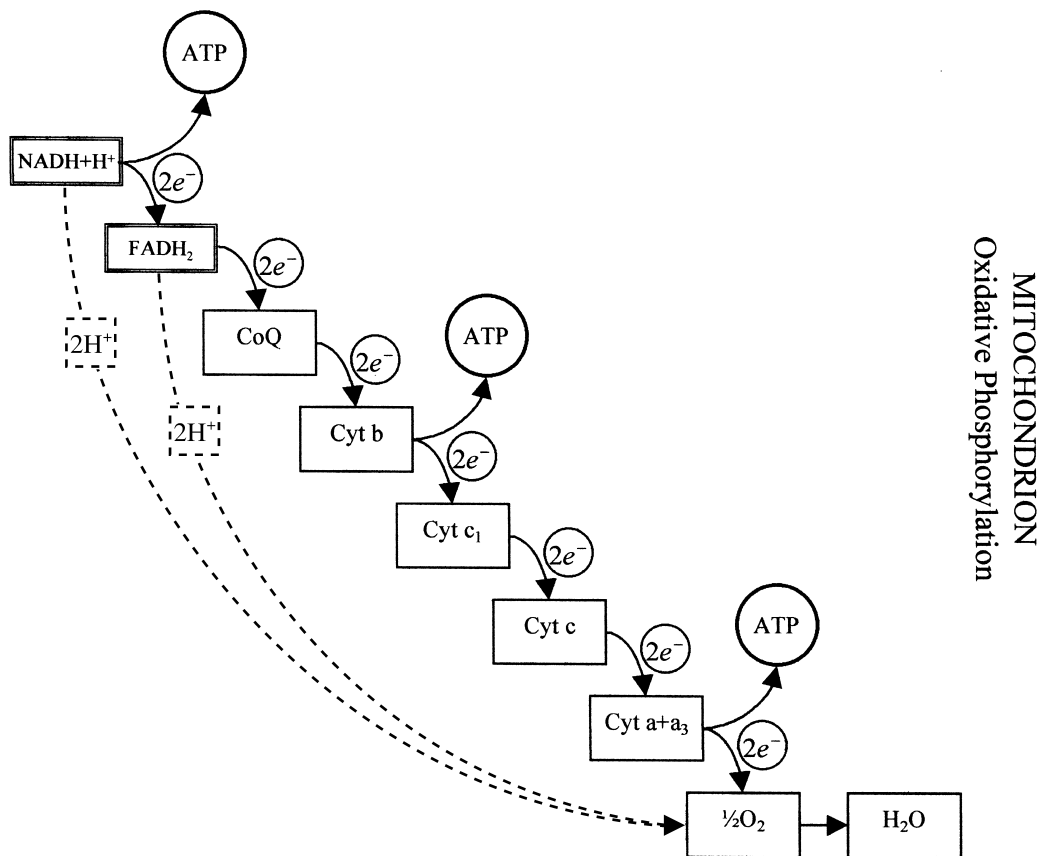 ATP
NADH+H⁺
2e⁻
FADH₂
2e⁻
2H⁺
CoQ
ATP
2e⁻
2H⁺
Cyt b
2e⁻
Cyt c₁
2e⁻
Cyt c
ATP
2e⁻
Cyt a+a₃
2e⁻
½O₂
H₂O
MITOCHONDRION
Oxidative Phosphorylation